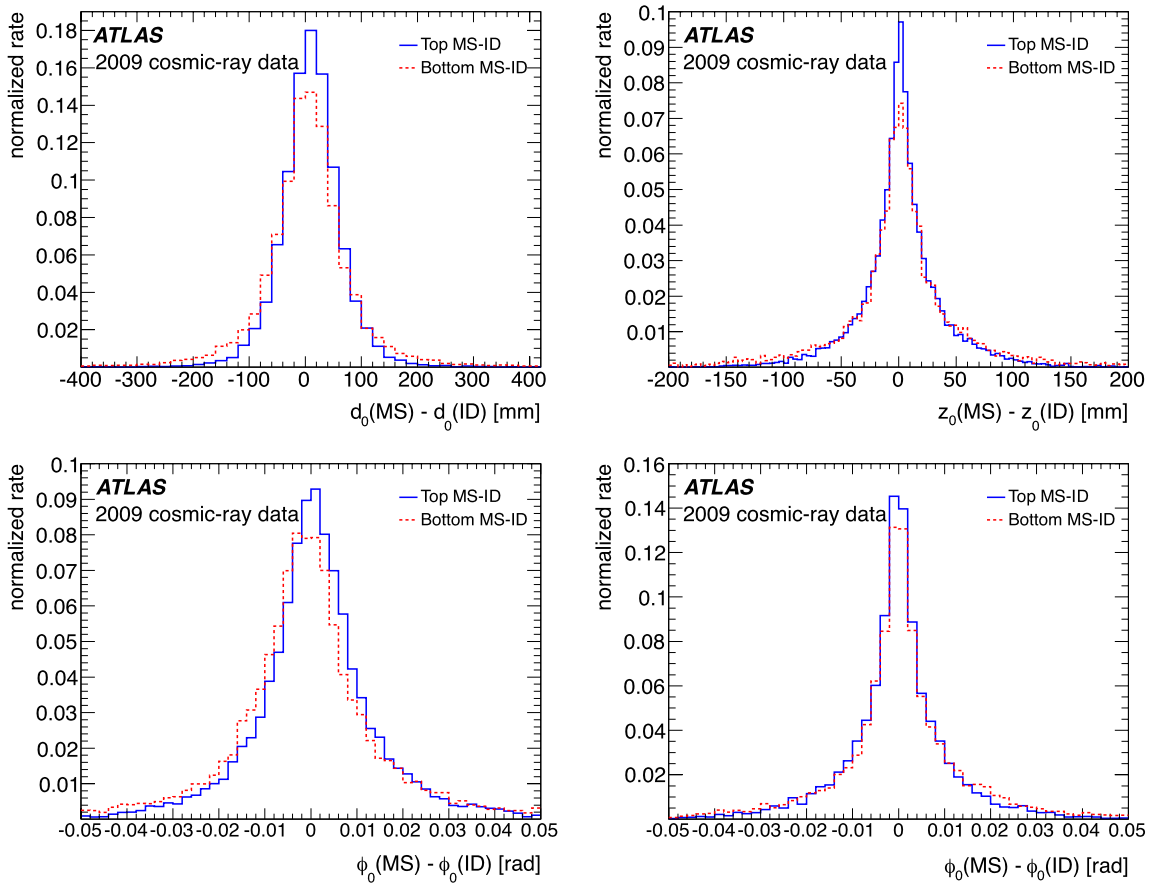 normalized rate
0.18
0.16
0.14
0.12
0.1
0.08
0.06
0.04
0.02
ATLAS
2009 cosmic-ray data
Top MS-ID
Bottom MS-ID
-400 -300 -200 -100 0 100 200 300 400
d₀(MS) - d₀(ID) [mm]
normalized rate
0.1
0.09
0.08
0.07
0.06
0.05
0.04
0.03
0.02
0.01
ATLAS
2009 cosmic-ray data
Top MS-ID
Bottom MS-ID
-200 -150 -100 -50 0 50 100 150 200
z₀(MS) - z₀(ID) [mm]
normalized rate
0.1
0.09
0.08
0.07
0.06
0.05
0.04
0.03
0.02
0.01
ATLAS
2009 cosmic-ray data
Top MS-ID
Bottom MS-ID
-0.05 -0.04 -0.03 -0.02 -0.01 0 0.01 0.02 0.03 0.04 0.05
ϕ₀(MS) - ϕ₀(ID) [rad]
normalized rate
0.16
0.14
0.12
0.1
0.08
0.06
0.04
0.02
ATLAS
2009 cosmic-ray data
Top MS-ID
Bottom MS-ID
-0.05 -0.04 -0.03 -0.02 -0.01 0 0.01 0.02 0.03 0.04 0.05
ϕ₀(MS) - ϕ₀(ID) [rad]